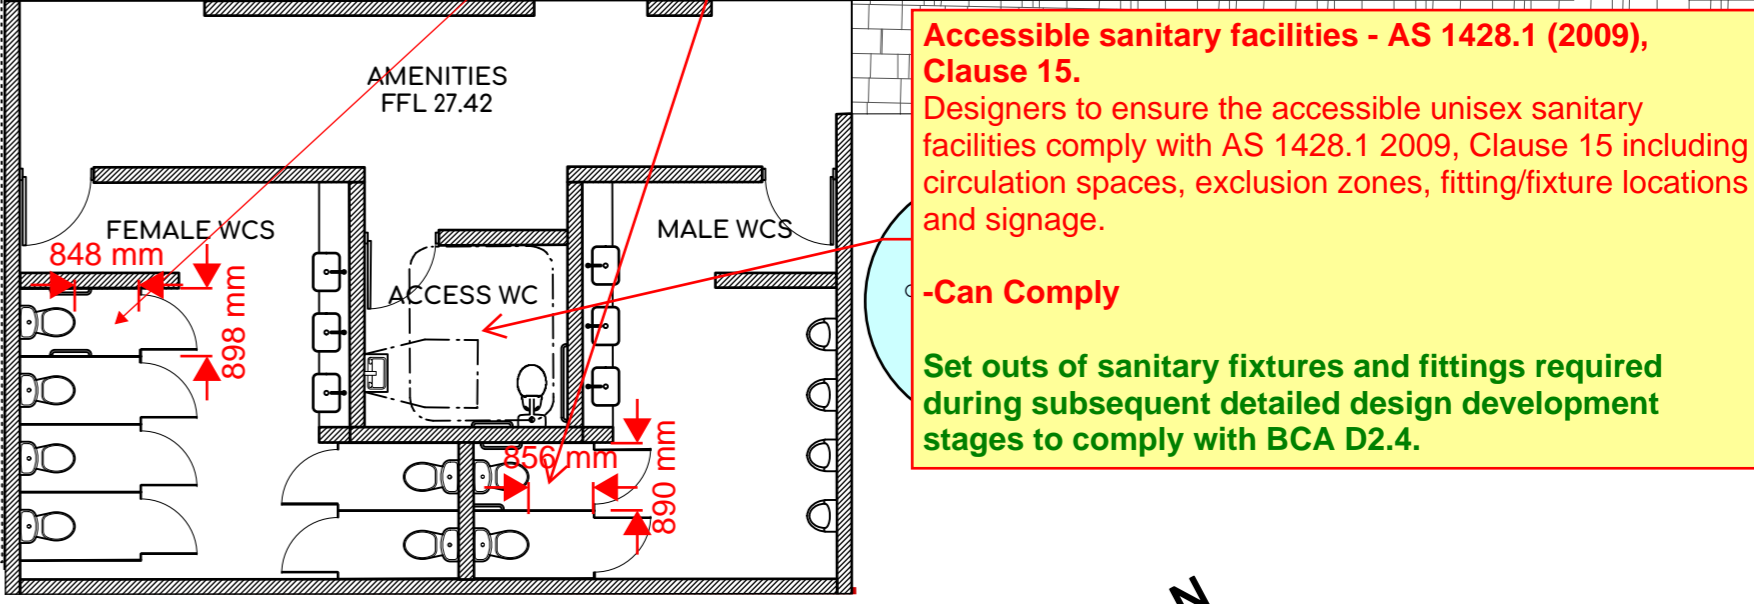 AMENITIES
FFL 27.42
FEMALE WCS
MALE WCS
848 mm
898 mm
ACCESS WC
856 mm
890 mm
Accessible sanitary facilities - AS 1428.1 (2009),
Clause 15.
Designers to ensure the accessible unisex sanitary
facilities comply with AS 1428.1 2009, Clause 15 including
circulation spaces, exclusion zones, fitting/fixture locations
and signage.
-Can Comply
Set outs of sanitary fixtures and fittings required
during subsequent detailed design development
stages to comply with BCA D2.4.
N